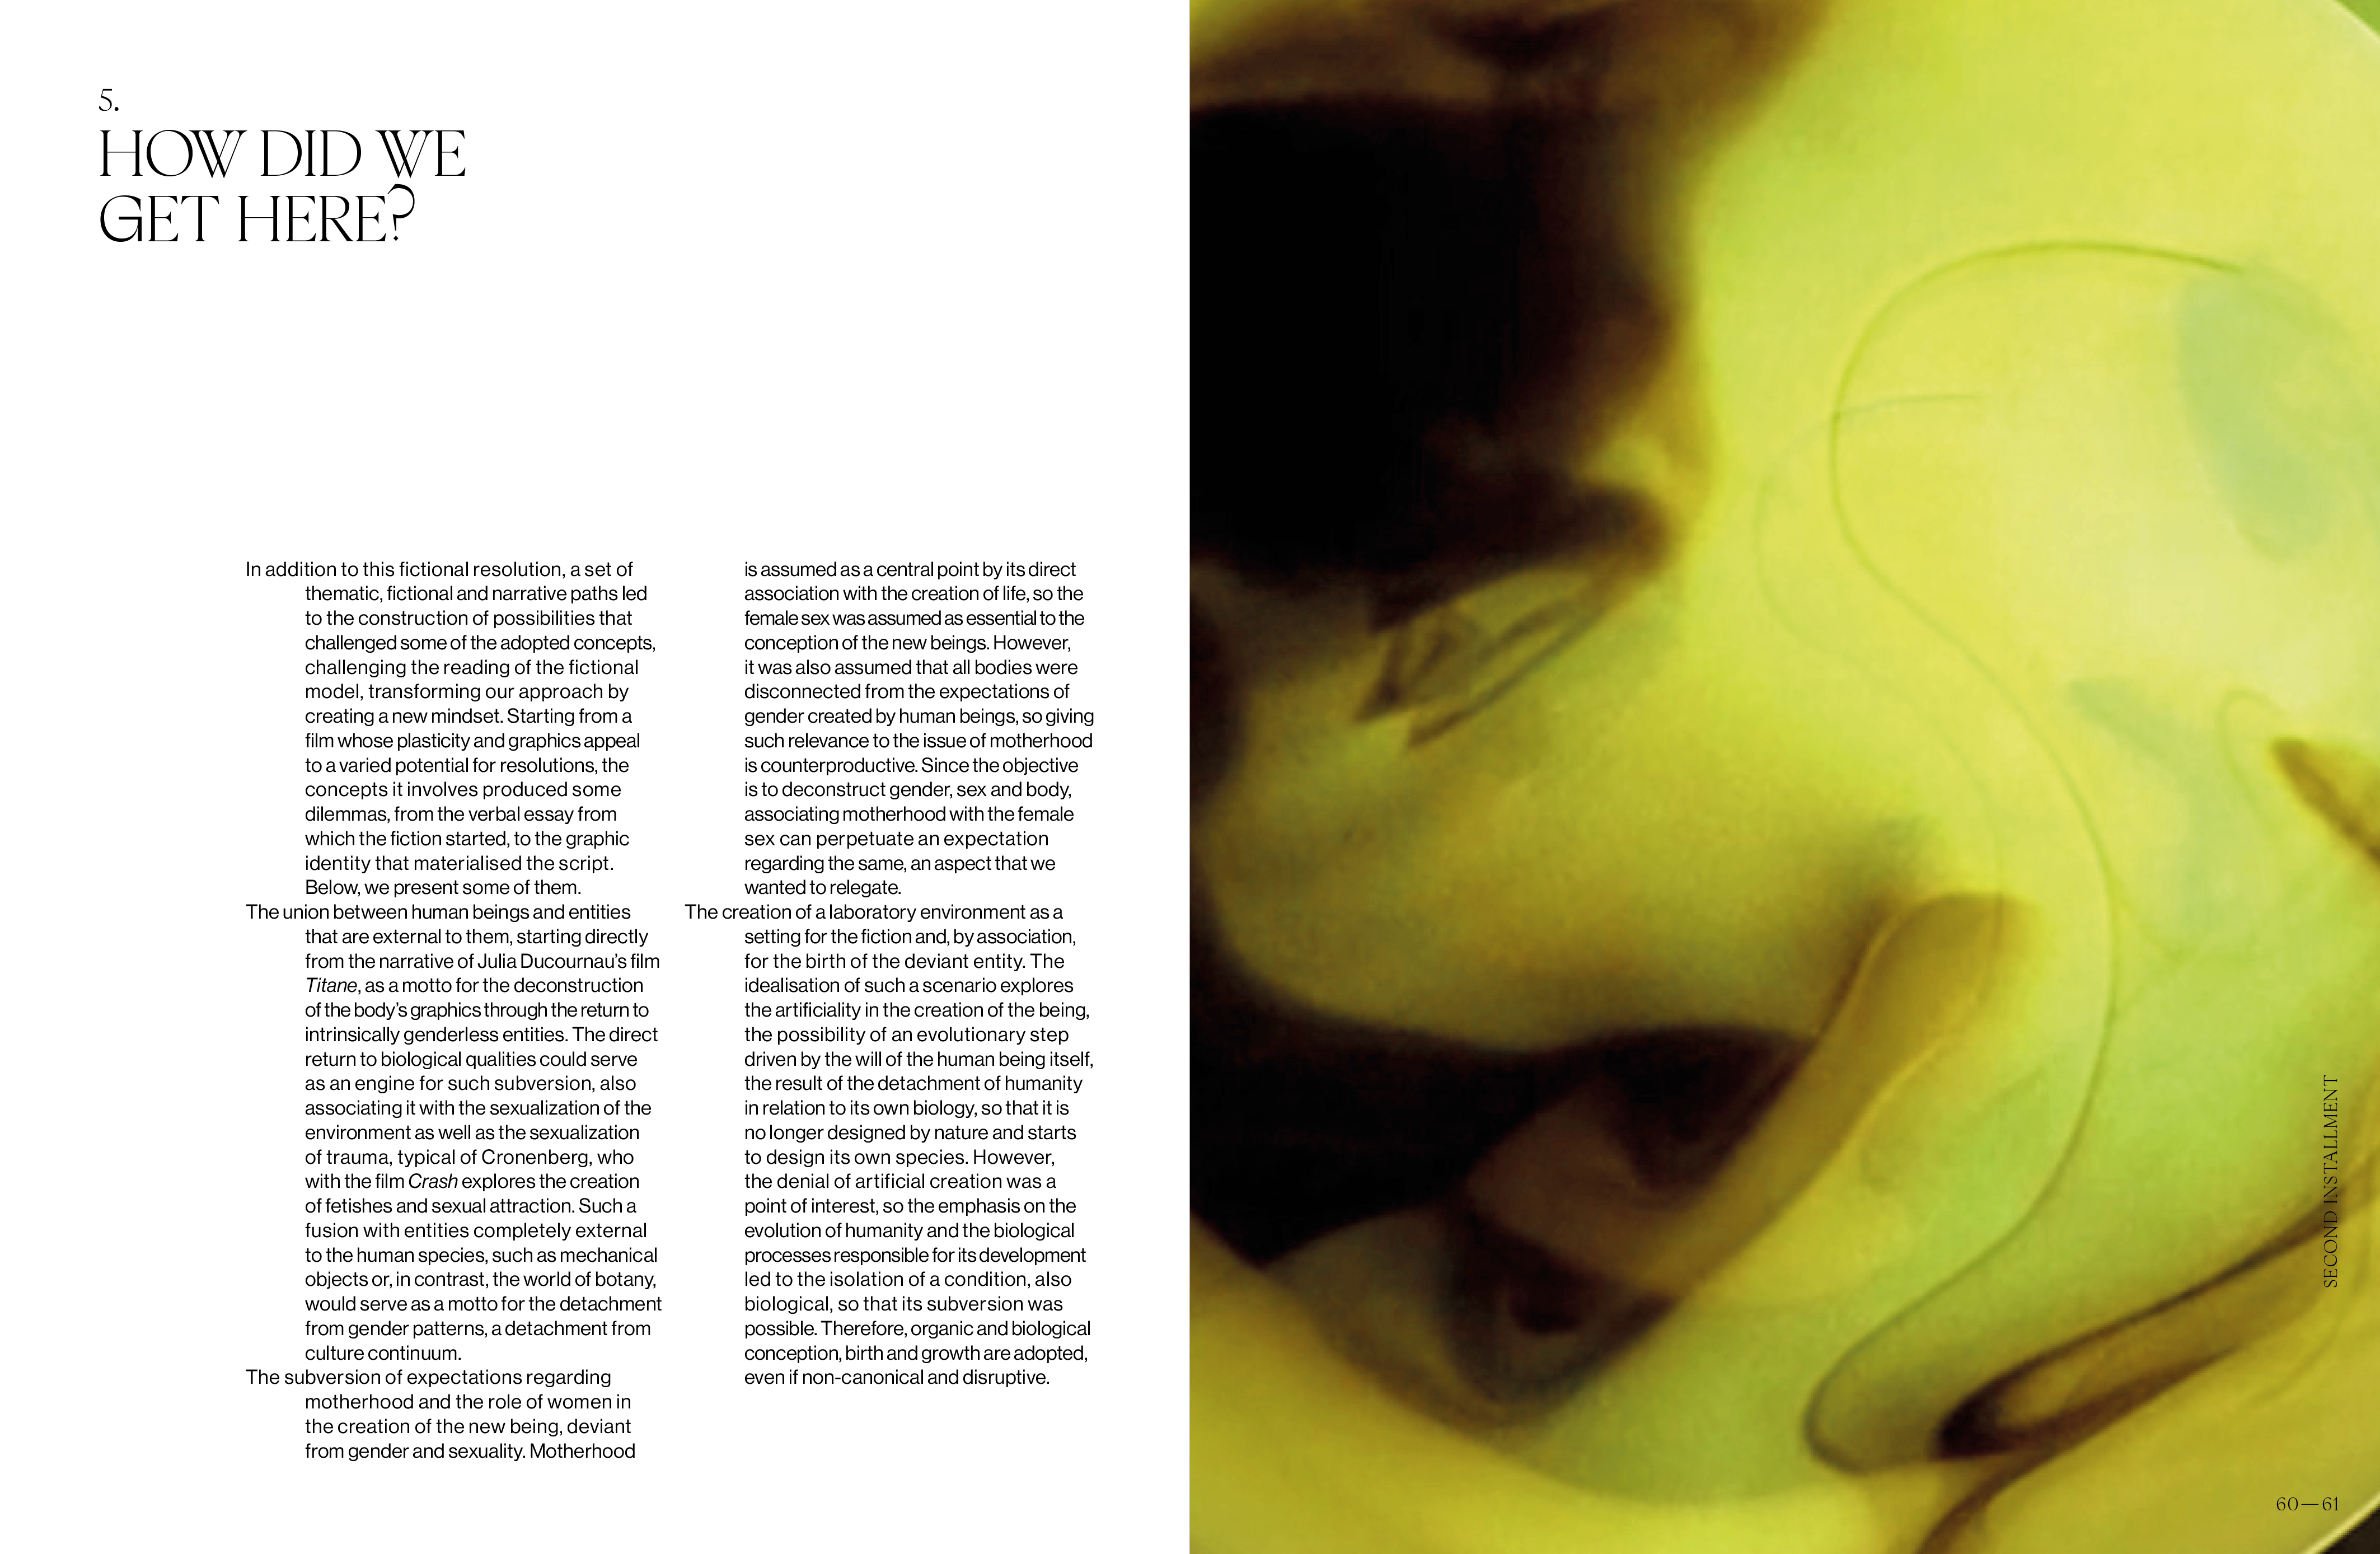 5.
HOW DID WE
GET HERE?
In addition to this fictional resolution, a set of
thematic, fictional and narrative paths led
to the construction of possibilities that
challenged some of the adopted concepts,
challenging the reading of the fictional
model, transforming our approach by
creating a new mindset. Starting from a
film whose plasticity and graphics appeal
to a varied potential for resolutions, the
concepts it involves produced some
dilemmas, from the verbal essay from
which the fiction started, to the graphic
identity that materialised the script.
Below, we present some of them.
The union between human beings and entities
that are external to them, starting directly
from the narrative of Julia Ducournau's film
Titane, as a motto for the deconstruction
of the body's graphics through the return to
intrinsically genderless entities. The direct
return to biological qualities could serve
as an engine for such subversion, also
associating it with the sexualization of the
environment as well as the sexualization
of trauma, typical of Cronenberg, who
with the film Crash explores the creation
of fetishes and sexual attraction. Such a
fusion with entities completely external
to the human species, such as mechanical
objects or, in contrast, the world of botany,
would serve as a motto for the detachment
from gender patterns, a detachment from
culture continuum.
The subversion of expectations regarding
motherhood and the role of women in
the creation of the new being, deviant
from gender and sexuality. Motherhood
is assumed as a central point by its direct
association with the creation of life, so the
female sex was assumed as essential to the
conception of the new beings. However,
it was also assumed that all bodies were
disconnected from the expectations of
gender created by human beings, so giving
such relevance to the issue of motherhood
is counterproductive. Since the objective
is to deconstruct gender, sex and body,
associating motherhood with the female
sex can perpetuate an expectation
regarding the same, an aspect that we
wanted to relegate.
The creation of a laboratory environment as a
setting for the fiction and, by association,
for the birth of the deviant entity. The
idealisation of such a scenario explores
the artificiality in the creation of the being,
the possibility of an evolutionary step
driven by the will of the human being itself,
the result of the detachment of humanity
in relation to its own biology, so that it is
no longer designed by nature and starts
to design its own species. However,
the denial of artificial creation was a
point of interest, so the emphasis on the
evolution of humanity and the biological
processes responsible for its development
led to the isolation of a condition, also
biological, so that its subversion was
possible. Therefore, organic and biological
conception, birth and growth are adopted,
even if non-canonical and disruptive.
SECOND INSTALLMENT
60—61